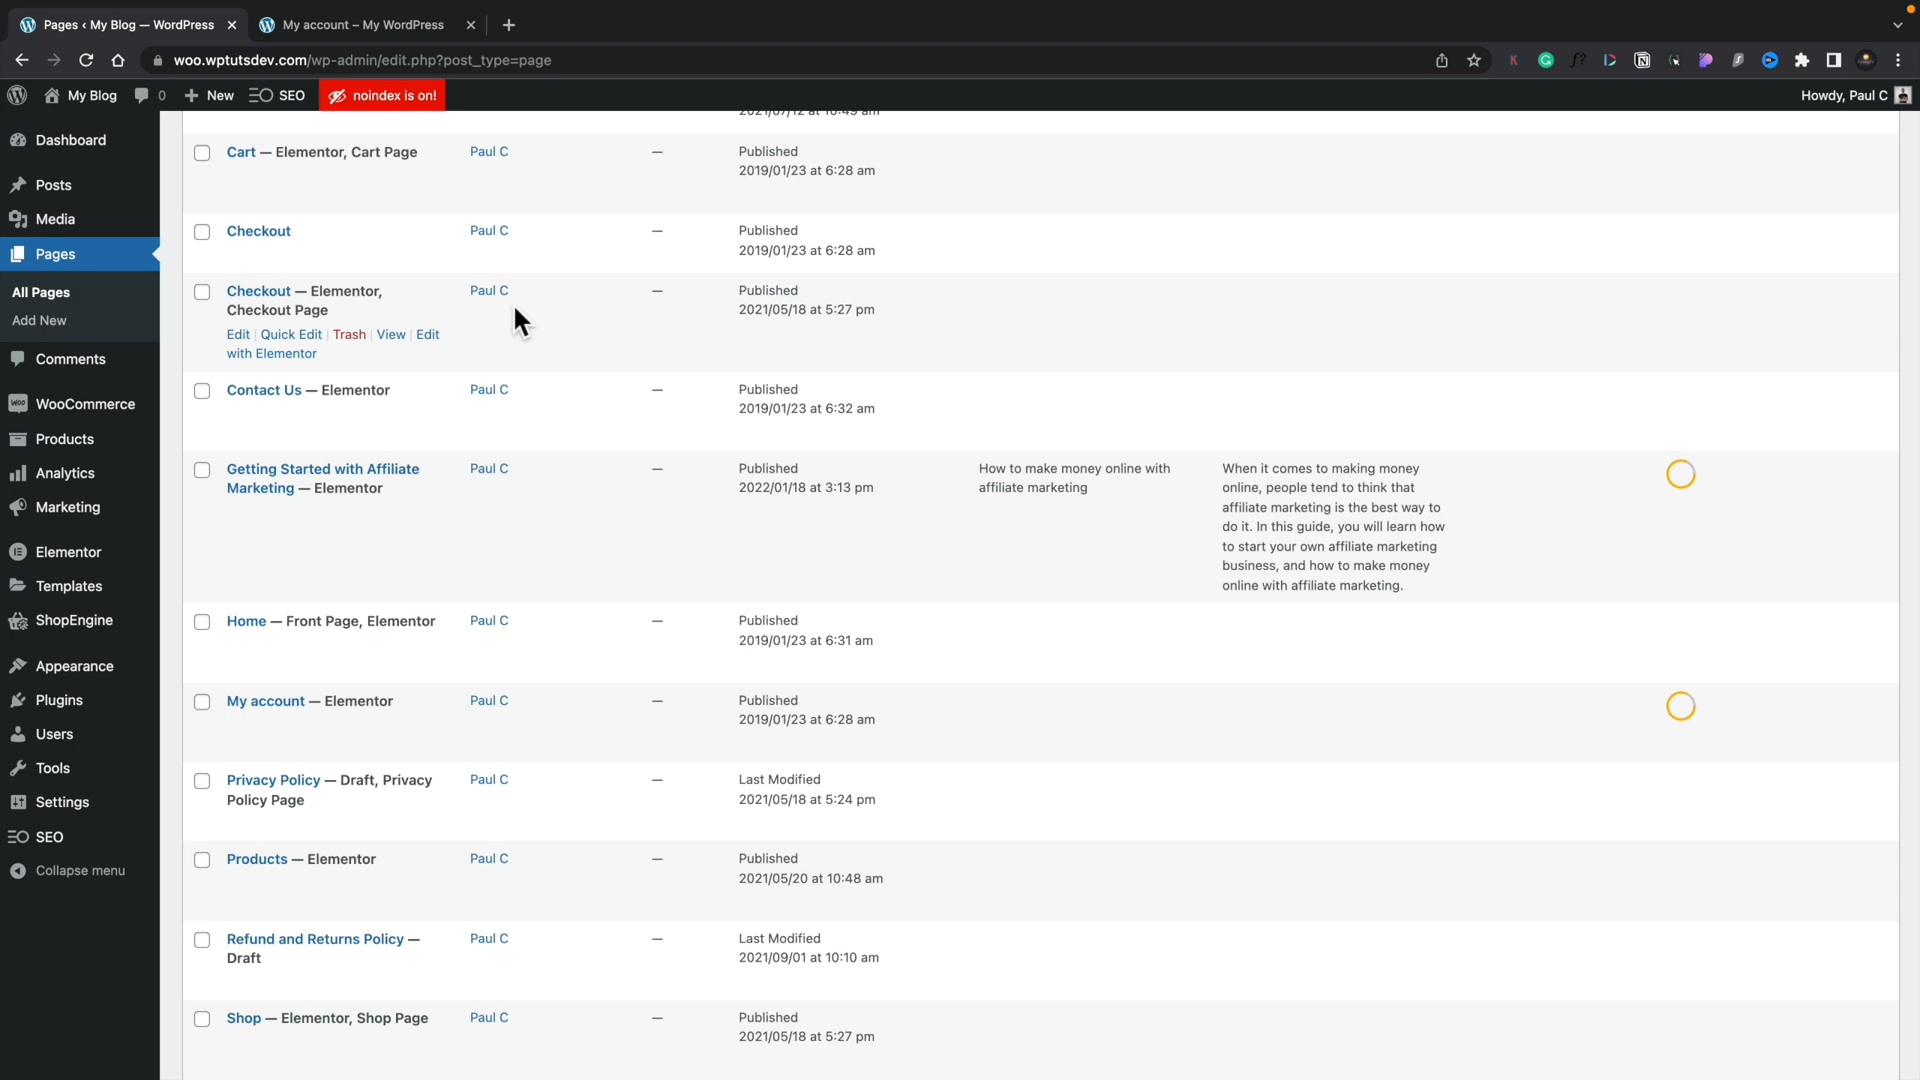 Pages ‹ My Blog — WordPress
My account – My WordPress
woo.wptutsdev.com/wp-admin/edit.php?post_type=page
My Blog
0
New
SEO
noindex is on!
Howdy, Paul C
Dashboard
Posts
Media
Pages
All Pages
Add New
Comments
WooCommerce
Products
Analytics
Marketing
Elementor
Templates
ShopEngine
Appearance
Plugins
Users
Tools
Settings
SEO
Collapse menu
2021/07/12 at 10:49 am
Cart — Elementor, Cart Page
Paul C
—
Published
2019/01/23 at 6:28 am
Checkout
Paul C
—
Published
2019/01/23 at 6:28 am
Checkout — Elementor,
Checkout Page
Edit | Quick Edit | Trash | View | Edit
with Elementor
Paul C
—
Published
2021/05/18 at 5:27 pm
Contact Us — Elementor
Paul C
—
Published
2019/01/23 at 6:32 am
Getting Started with Affiliate
Marketing — Elementor
Paul C
—
Published
2022/01/18 at 3:13 pm
How to make money online with
affiliate marketing
When it comes to making money
online, people tend to think that
affiliate marketing is the best way to
do it. In this guide, you will learn how
to start your own affiliate marketing
business, and how to make money
online with affiliate marketing.
Home — Front Page, Elementor
Paul C
—
Published
2019/01/23 at 6:31 am
My account — Elementor
Paul C
—
Published
2019/01/23 at 6:28 am
Privacy Policy — Draft, Privacy
Policy Page
Paul C
—
Last Modified
2021/05/18 at 5:24 pm
Products — Elementor
Paul C
—
Published
2021/05/20 at 10:48 am
Refund and Returns Policy —
Draft
Paul C
—
Last Modified
2021/09/01 at 10:10 am
Shop — Elementor, Shop Page
Paul C
—
Published
2021/05/18 at 5:27 pm